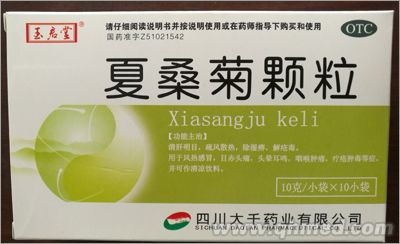 玉君堂®
请仔细阅读说明书并按说明使用或在药师指导下购买和使用
国药准字Z51021542
OTC
夏桑菊颗粒
Xiasangju keli
【功能主治】
清肝明目，疏风散热，除湿痹，解疮毒。
用于风热感冒，目赤头痛，头晕耳鸣，咽喉肿痛，疔疮肿毒等症，
并可作清凉饮料。
10克/小袋×10小袋
四川大千药业有限公司
SICHUAN DAQIAN PHARMACEUTICAL CO., LTD